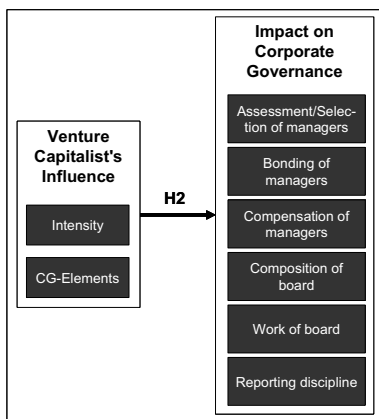 Venture
Capitalist's
Influence
Intensity
CG-Elements
H2
Impact on
Corporate
Governance
Assessment/Selec-
tion of managers
Bonding of
managers
Compensation of
managers
Composition of
board
Work of board
Reporting discipline